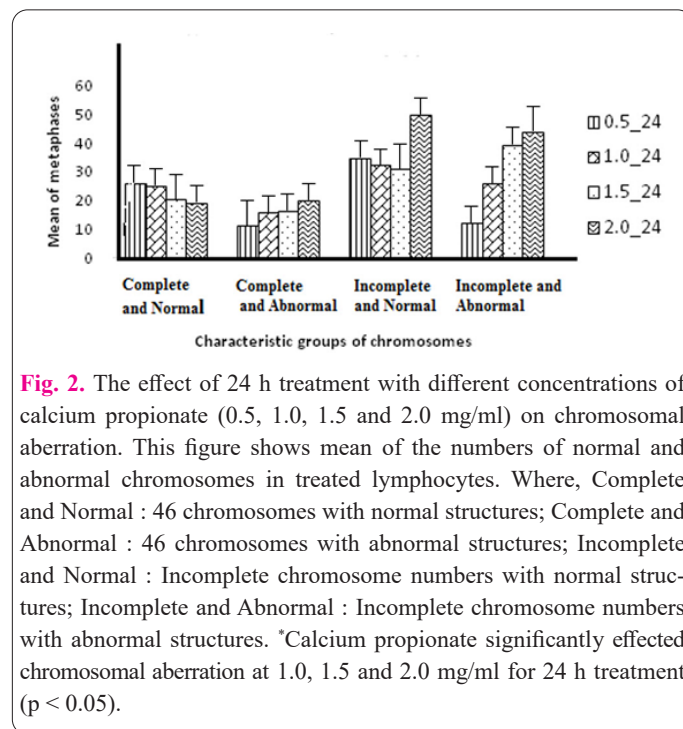 60
50
40
30
20
10
0
Mean of metaphases
0.5_24
1.0_24
1.5_24
2.0_24
Complete and Normal
Complete and Abnormal
Incomplete and Normal
Incomplete and Abnormal
Characteristic groups of chromosomes
Fig. 2. The effect of 24 h treatment with different concentrations of
calcium propionate (0.5, 1.0, 1.5 and 2.0 mg/ml) on chromosomal
aberration. This figure shows mean of the numbers of normal and
abnormal chromosomes in treated lymphocytes. Where, Complete
and Normal : 46 chromosomes with normal structures; Complete and
Abnormal : 46 chromosomes with abnormal structures; Incomplete
and Normal : Incomplete chromosome numbers with normal struc-
tures; Incomplete and Abnormal : Incomplete chromosome numbers
with abnormal structures. *Calcium propionate significantly effected
chromosomal aberration at 1.0, 1.5 and 2.0 mg/ml for 24 h treatment
(p < 0.05).